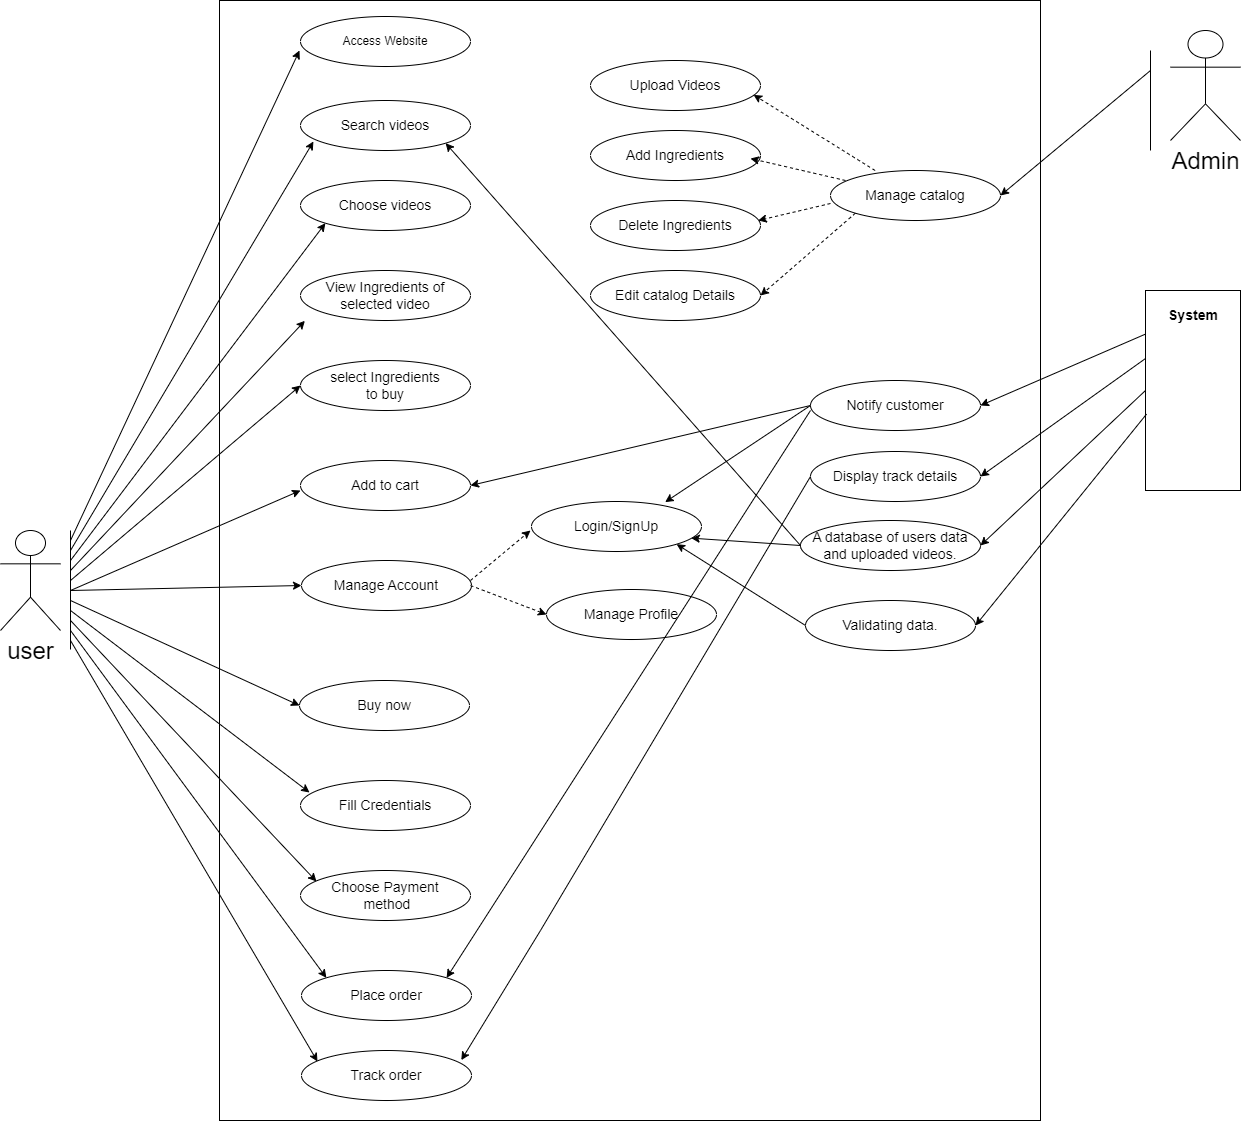 Access Website
Search videos
Choose videos
View Ingredients of
selected video
select Ingredients
to buy
Add to cart
Manage Account
Buy now
Fill Credentials
Choose Payment
method
Place order
Track order
user
Login/SignUp
Manage Profile
Upload Videos
Add Ingredients
Delete Ingredients
Edit catalog Details
Manage catalog
Notify customer
Display track details
A database of users data
and uploaded videos.
Validating data.
Admin
System